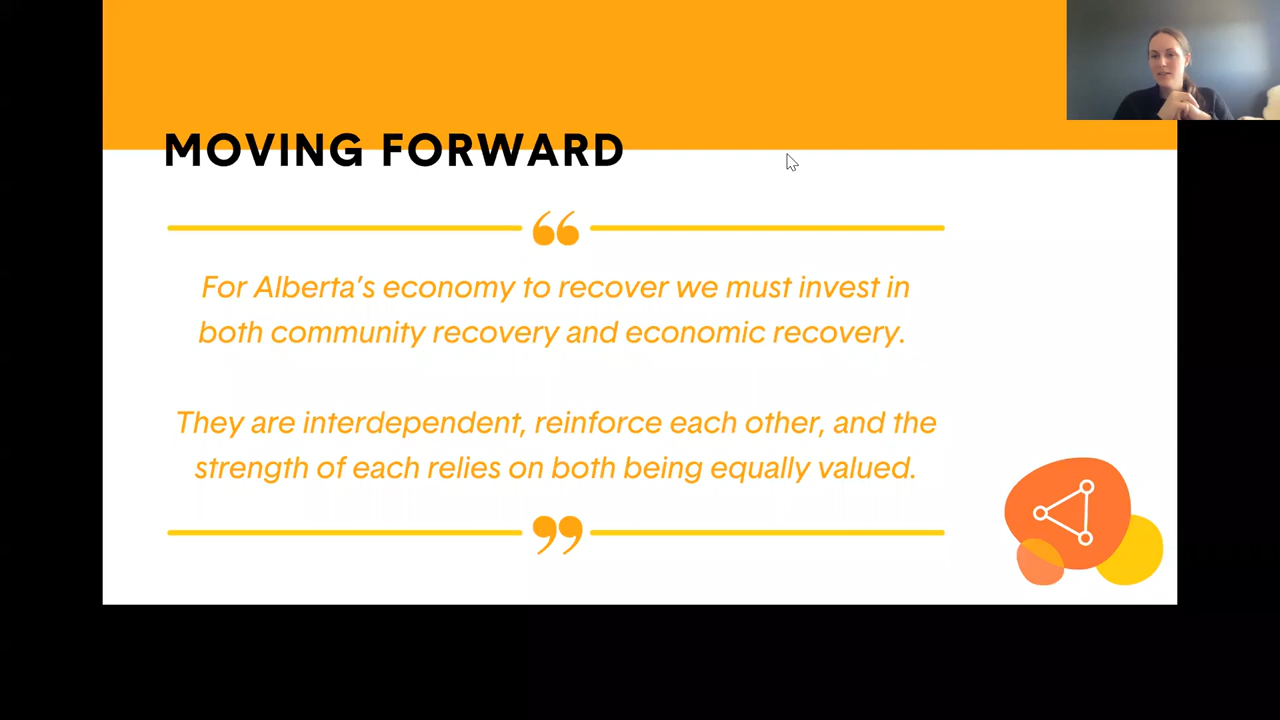 MOVING FORWARD
“
For Alberta’s economy to recover we must invest in
both community recovery and economic recovery.
They are interdependent, reinforce each other, and the
strength of each relies on both being equally valued.
”